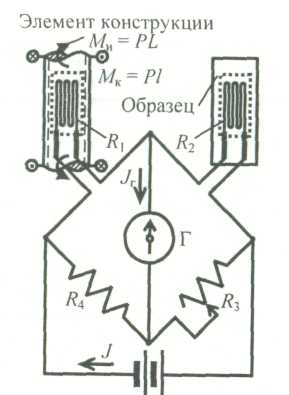 Элемент конструкции
Mи = PL
Mк = Pl
Образец
R1
R2
Jг
Г
R4
R3
J